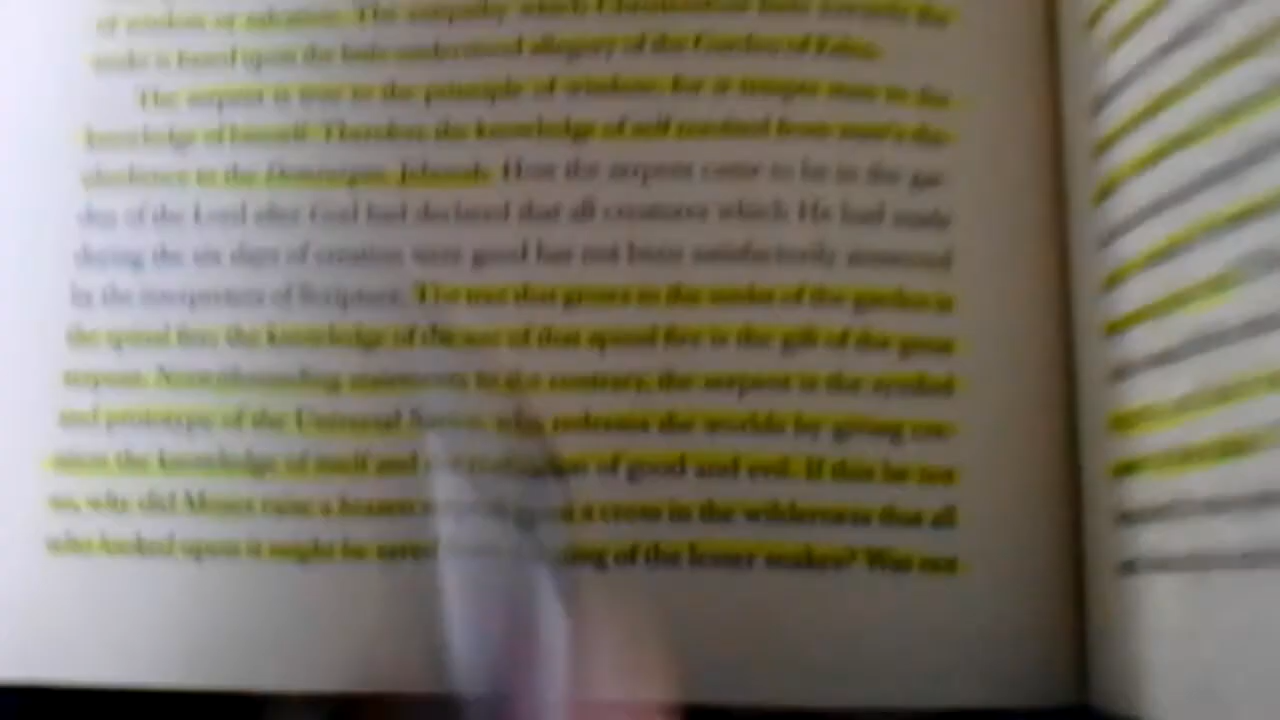 of wisdom or salvation. The antipathy which Christendom feels towards the
snake is based upon the little-understood allegory of the Garden of Eden.
The serpent is true to the principle of wisdom, for it tempts man to the
knowledge of himself. Therefore the knowledge of self resulted from man's dis-
obedience to the Demiurgus, Jehovah. How the serpent came to be in the gar-
den of the Lord after God had declared that all creatures which He had made
during the six days of creation were good has not been satisfactorily answered
by the interpreters of Scripture. The tree that grows in the midst of the garden is
the spinal fire; the knowledge of the use of that spinal fire is the gift of the great
serpent. Notwithstanding statements to the contrary, the serpent is the symbol
and prototype of the Universal Savior, who redeems the worlds by giving cre-
ation the knowledge of itself and of good and evil. If this be not
so, why did Moses raise a brazen a cross in the wilderness that all
who looked upon it might be saved of the lesser snakes? Was not